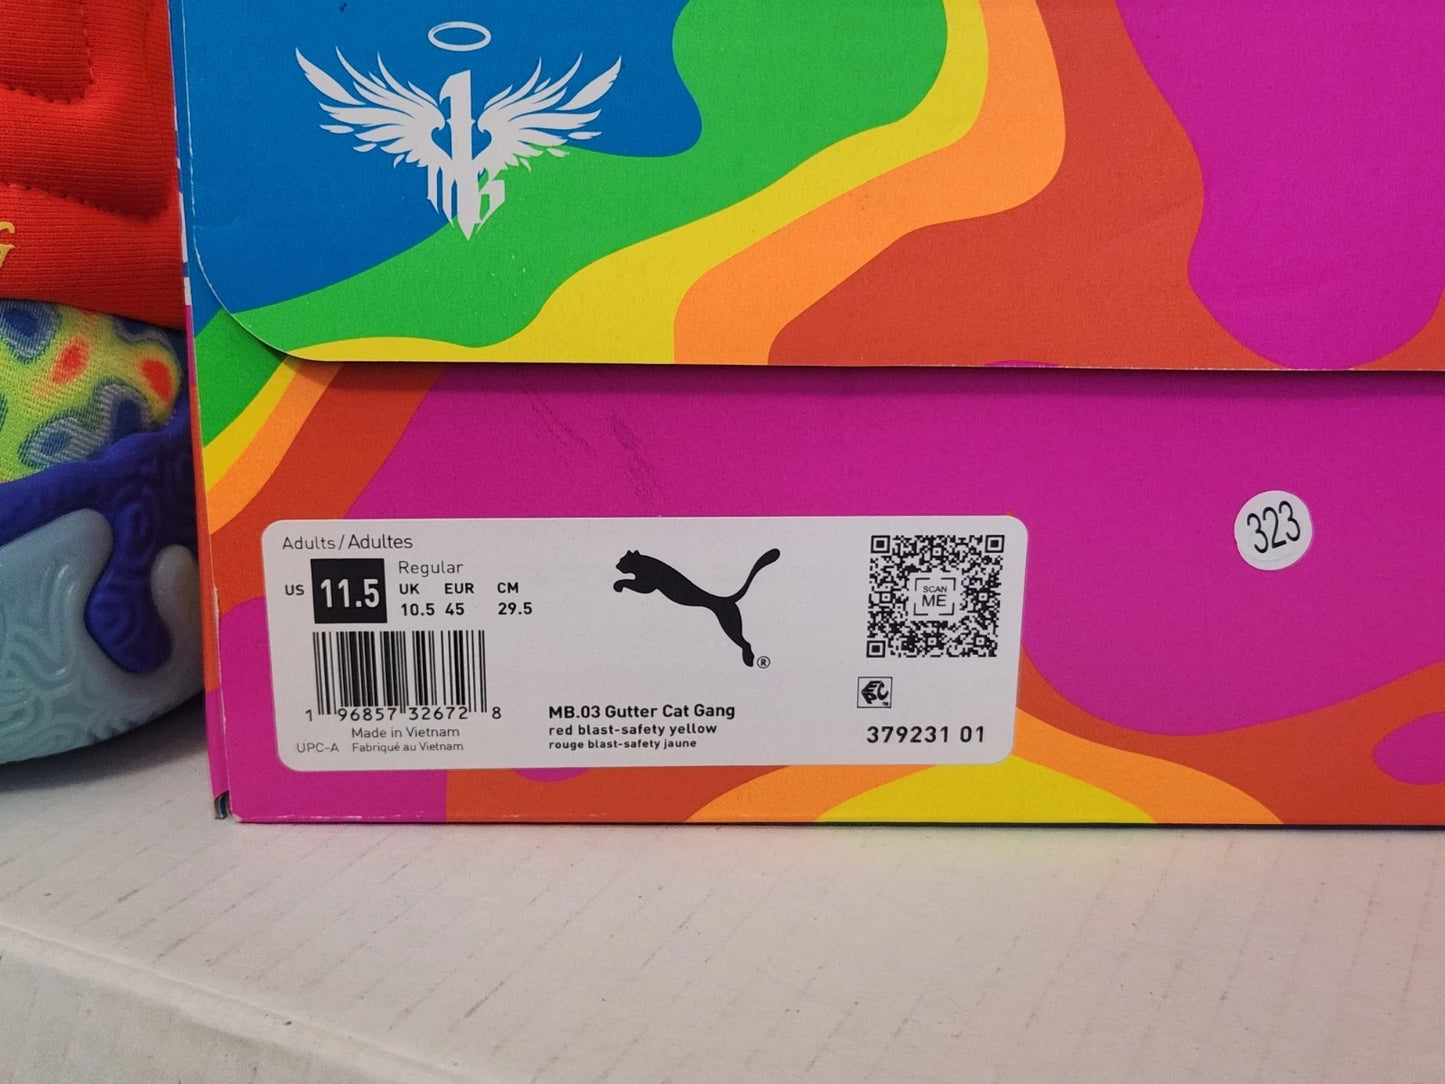 1
MB
G
323
Adults/Adultes
Regular
US 11.5 UK EUR CM
10.5 45 29.5
SCAN
ME
®
1 96857 32672 8
Made in Vietnam
UPC-A Fabriqué au Vietnam
MB.03 Gutter Cat Gang
red blast-safety yellow
rouge blast-safety jaune
379231 01